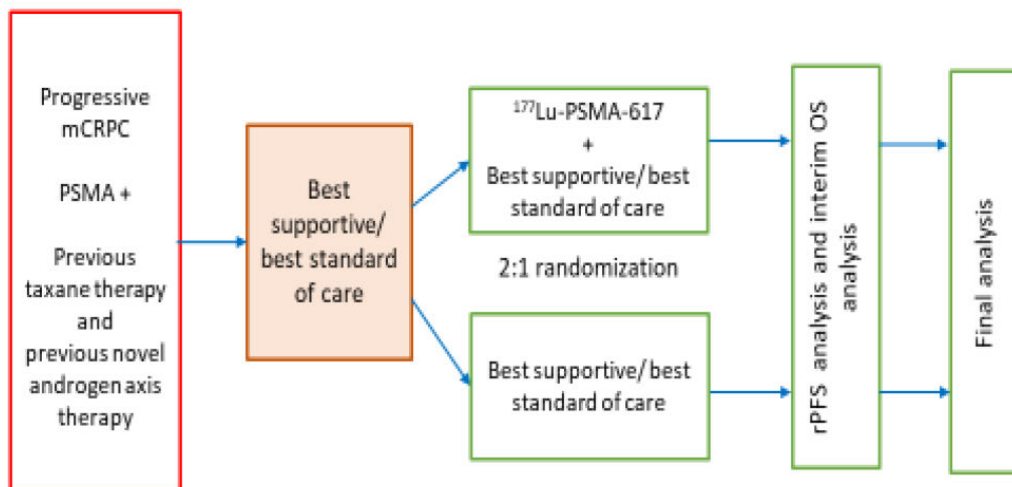 Progressive
mCRPC
PSMA +
Previous
taxane therapy
and
previous novel
androgen axis
therapy
Best
supportive/
best standard
of care
¹⁷⁷Lu-PSMA-617
+
Best supportive/ best
standard of care
2:1 randomization
Best supportive/ best
standard of care
rPFS analysis and interim OS
analysis
Final analysis